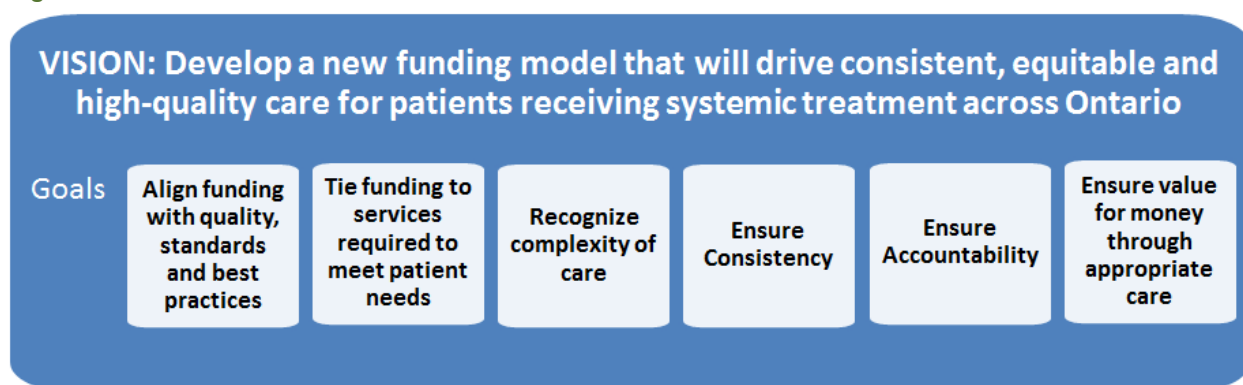 VISION: Develop a new funding model that will drive consistent, equitable and
high-quality care for patients receiving systemic treatment across Ontario
Goals
Align funding
with quality,
standards
and best
practices
Tie funding to
services
required to
meet patient
needs
Recognize
complexity of
care
Ensure
Consistency
Ensure
Accountability
Ensure value
for money
through
appropriate
care